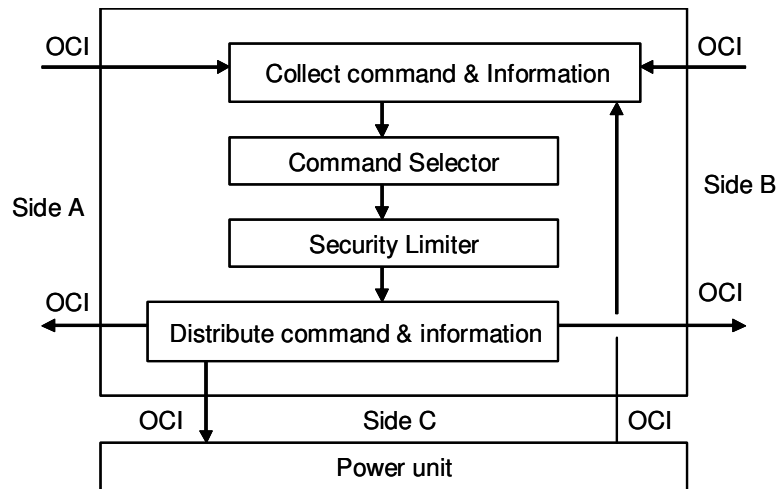 OCI
OCI
Collect command & Information
Command Selector
Side A
Side B
Security Limiter
OCI
OCI
Distribute command & information
OCI
Side C
OCI
Power unit